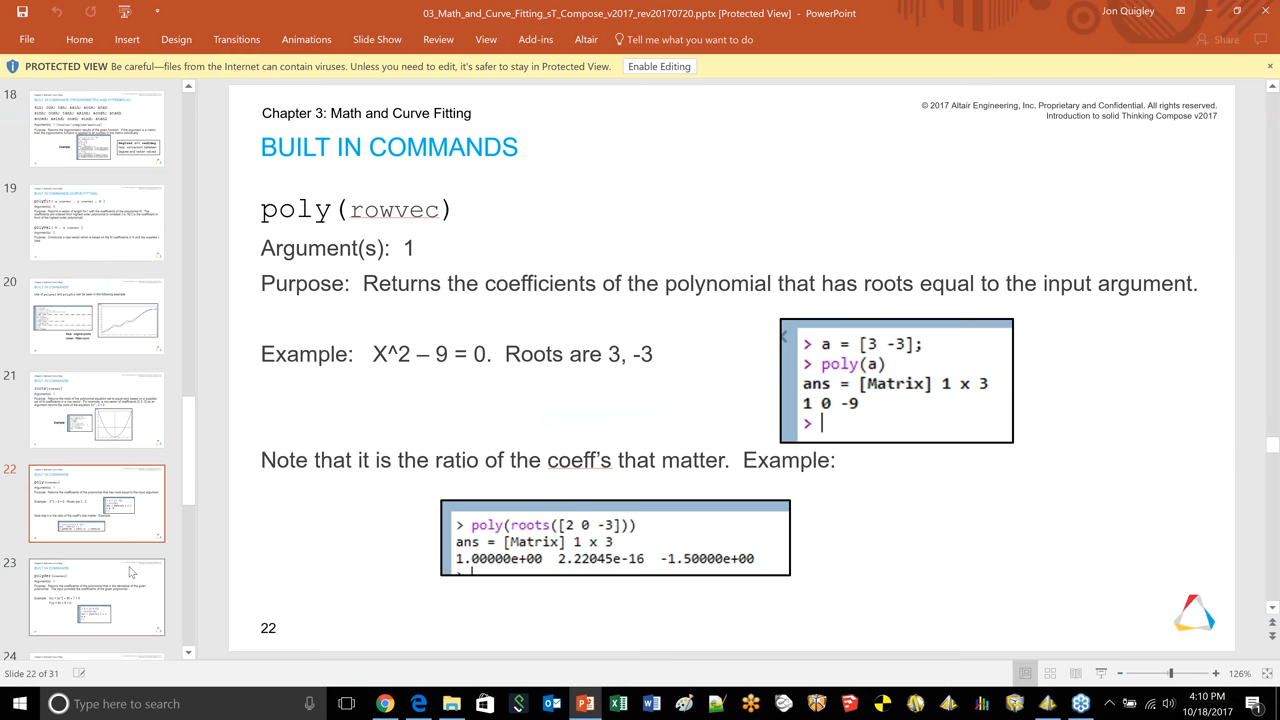 03_Math_and_Curve_Fitting_sT_Compose_v2017_rev20170720.pptx [Protected View] - PowerPoint
Jon Quigley
File Home Insert Design Transitions Animations Slide Show Review View Add-ins Altair Tell me what you want to do
Share
PROTECTED VIEW Be careful—files from the Internet can contain viruses. Unless you need to edit, it's safer to stay in Protected View. Enable Editing
18
19
20
21
22
23
24
Chapter 3: Math and Curve Fitting
© 2017 Altair Engineering, Inc. Proprietary and Confidential. All rights reserved.
Introduction to solid Thinking Compose v2017
BUILT IN COMMANDS
poly(rowvec)
Argument(s): 1
Purpose: Returns the coefficients of the polynomial that has roots equal to the input argument.
Example: X^2 – 9 = 0. Roots are 3, -3
> a = [3 -3];
> poly(a)
ans = [Matrix] 1 x 3
1 0 -9
>
Note that it is the ratio of the coeff's that matter. Example:
> poly(roots([2 0 -3]))
ans = [Matrix] 1 x 3
1.00000e+00 2.22045e-16 -1.50000e+00
22
Slide 22 of 31
126%
Type here to search
4:10 PM
10/18/2017